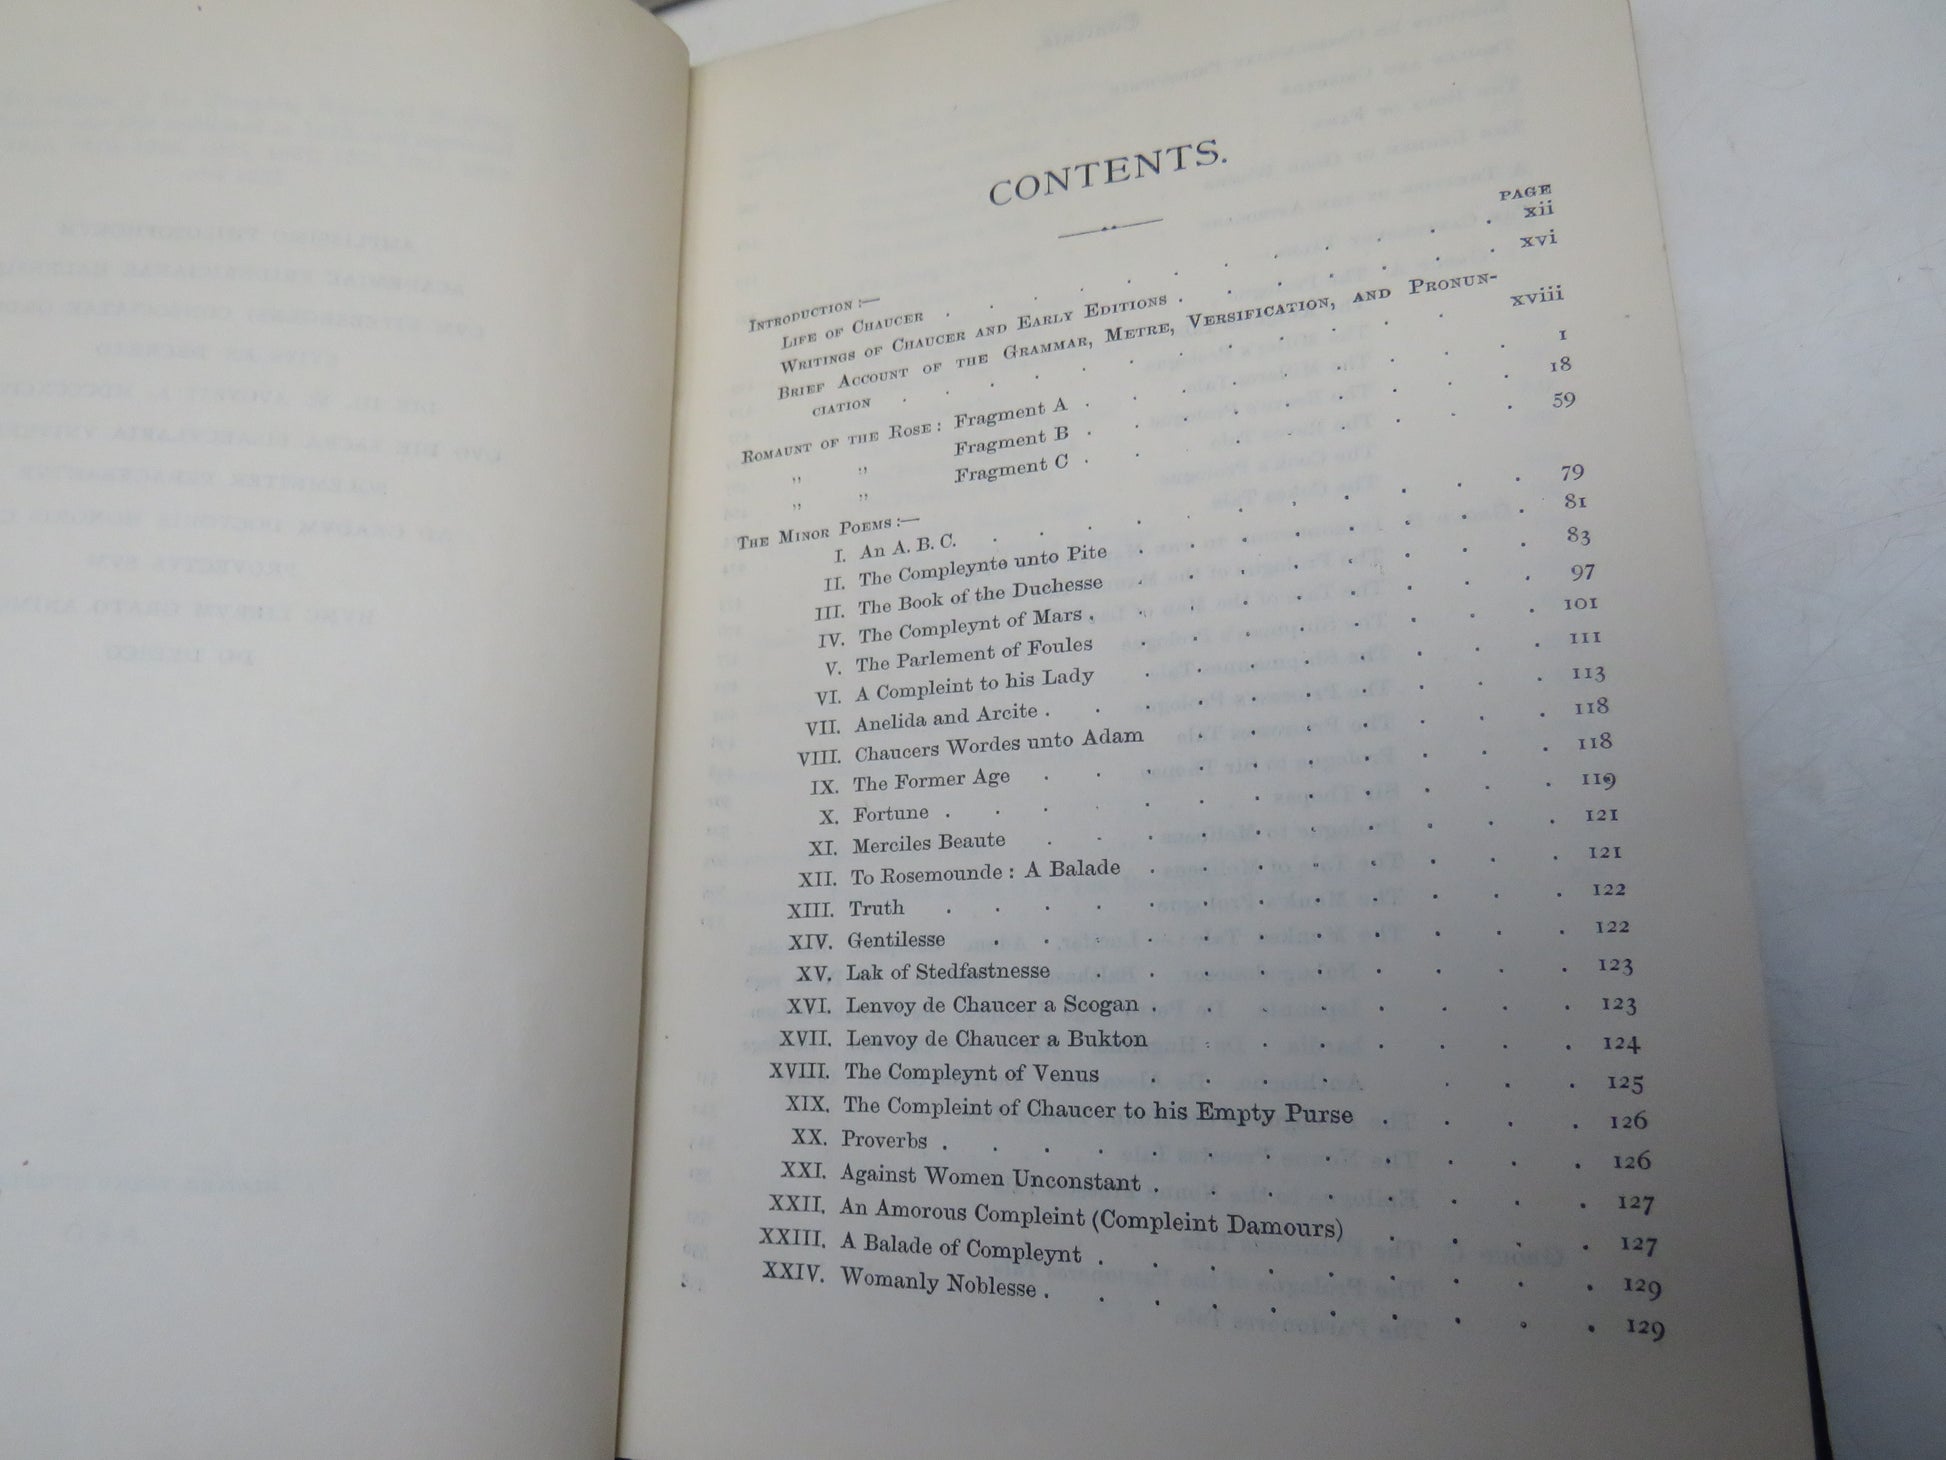 CONTENTS.
PAGE
INTRODUCTION :—
LIFE OF CHAUCER . . . . . . . . . . xii
WRITINGS OF CHAUCER AND EARLY EDITIONS . . . . . . xvi
BRIEF ACCOUNT OF THE GRAMMAR, METRE, VERSIFICATION, AND PRONUN-
CIATION . . . . . . . . . . xviii
ROMAUNT OF THE ROSE: Fragment A . . . . . . . . 1
" " Fragment B . . . . . . . . 18
" " Fragment C . . . . . . . . 59
THE MINOR POEMS :—
I. An A. B. C. . . . . . . . . . 79
II. The Compleynte unto Pite . . . . . . . 81
III. The Book of the Duchesse . . . . . . . 83
IV. The Compleynt of Mars . . . . . . . . 97
V. The Parlement of Foules . . . . . . . 101
VI. A Compleint to his Lady . . . . . . . 111
VII. Anelida and Arcite . . . . . . . . 113
VIII. Chaucers Wordes unto Adam . . . . . . . 118
IX. The Former Age . . . . . . . . . 118
X. Fortune . . . . . . . . . . 119
XI. Merciles Beaute . . . . . . . . . 121
XII. To Rosemounde : A Balade . . . . . . . 121
XIII. Truth . . . . . . . . . . 122
XIV. Gentilesse . . . . . . . . . 122
XV. Lak of Stedfastnesse . . . . . . . . 123
XVI. Lenvoy de Chaucer a Scogan . . . . . . . 123
XVII. Lenvoy de Chaucer a Bukton . . . . . . 124
XVIII. The Compleynt of Venus . . . . . . . 125
XIX. The Compleint of Chaucer to his Empty Purse . . . . 126
XX. Proverbs . . . . . . . . . . 126
XXI. Against Women Unconstant . . . . . . . 127
XXII. An Amorous Compleint (Compleint Damours) . . . . 127
XXIII. A Balade of Compleynt . . . . . . . . 129
XXIV. Womanly Noblesse . . . . . . . . . 129